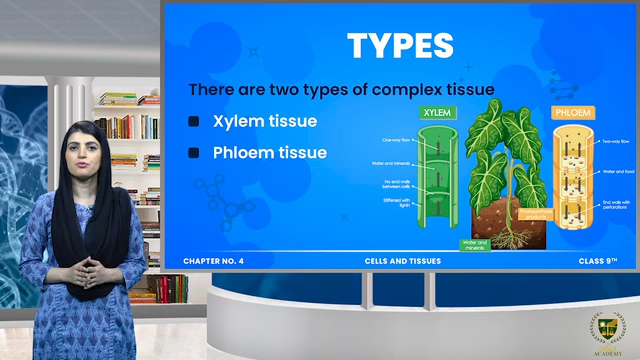 TYPES
There are two types of complex tissue
Xylem tissue
Phloem tissue
XYLEM
One-way flow
Water and minerals
No end walls
between cells
Stiffened with
lignin
Water and
minerals
PHLOEM
Two-way flow
Water and food
End walls with
perforations
CHAPTER NO. 4
CELLS AND TISSUES
CLASS 9TH
ACADEMY